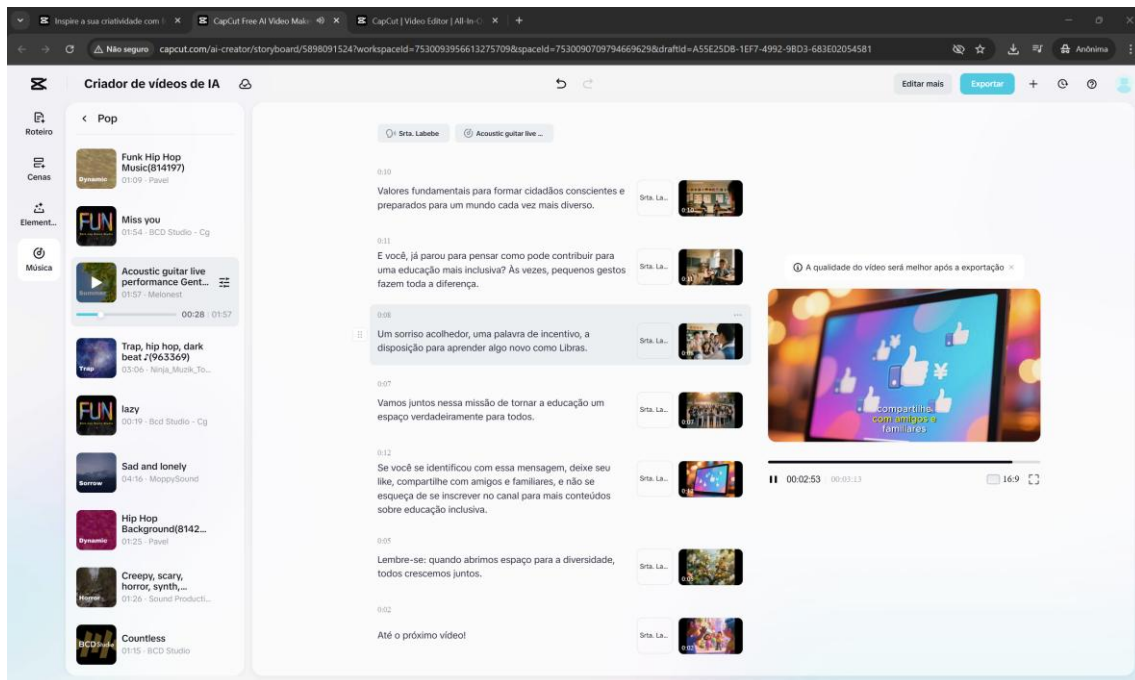 Inspire a sua criatividade com I
CapCut Free AI Video Make
CapCut | Video Editor | All-In-O
Não seguro
capcut.com/ai-creator/storyboard/5898091524?workspaceId=7530093956613275709&spaceId=7530090709794669629&draftId=A55E25DB-1EF7-4992-9BD3-683E02054581
Anônima
Criador de vídeos de IA
Editar mais
Exportar
Roteiro
Cenas
Element...
Música
Pop
Funk Hip Hop
Music(814197)
01:09 · Pavel
Dynamic
FUN
Miss you
01:54 · BCD Studio - Cg
Acoustic guitar live
performance Gent...
01:57 · Melonest
00:28 01:57
Trap, hip hop, dark
beat ♪(963369)
03:06 · Ninja_Muzik_To...
Trap
FUN
lazy
00:19 · Bcd Studio - Cg
Sad and lonely
04:16 · MoppySound
Sorrow
Hip Hop
Background(8142...
01:25 · Pavel
Dynamic
Creepy, scary,
horror, synth,...
01:26 · Sound Producti...
Horror
BCD Studio
Countless
01:15 · BCD Studio
Srta. Labebe
Acoustic guitar live ...
0:10
Valores fundamentais para formar cidadãos conscientes e
preparados para um mundo cada vez mais diverso.
Srta. La...
0:10
0:11
E você, já parou para pensar como pode contribuir para
uma educação mais inclusiva? Às vezes, pequenos gestos
fazem toda a diferença.
Srta. La...
0:11
0:08
Um sorriso acolhedor, uma palavra de incentivo, a
disposição para aprender algo novo como Libras.
Srta. La...
0:07
Vamos juntos nessa missão de tornar a educação um
espaço verdadeiramente para todos.
Srta. La...
0:07
0:12
Se você se identificou com essa mensagem, deixe seu
like, compartilhe com amigos e familiares, e não se
esqueça de se inscrever no canal para mais conteúdos
sobre educação inclusiva.
Srta. La...
0:12
0:05
Lembre-se: quando abrimos espaço para a diversidade,
todos crescemos juntos.
Srta. La...
0:05
0:02
Até o próximo vídeo!
Srta. La...
0:02
A qualidade do vídeo será melhor após a exportação
compartilhe
com amigos e
familiares
00:02:53 00:03:13
16:9